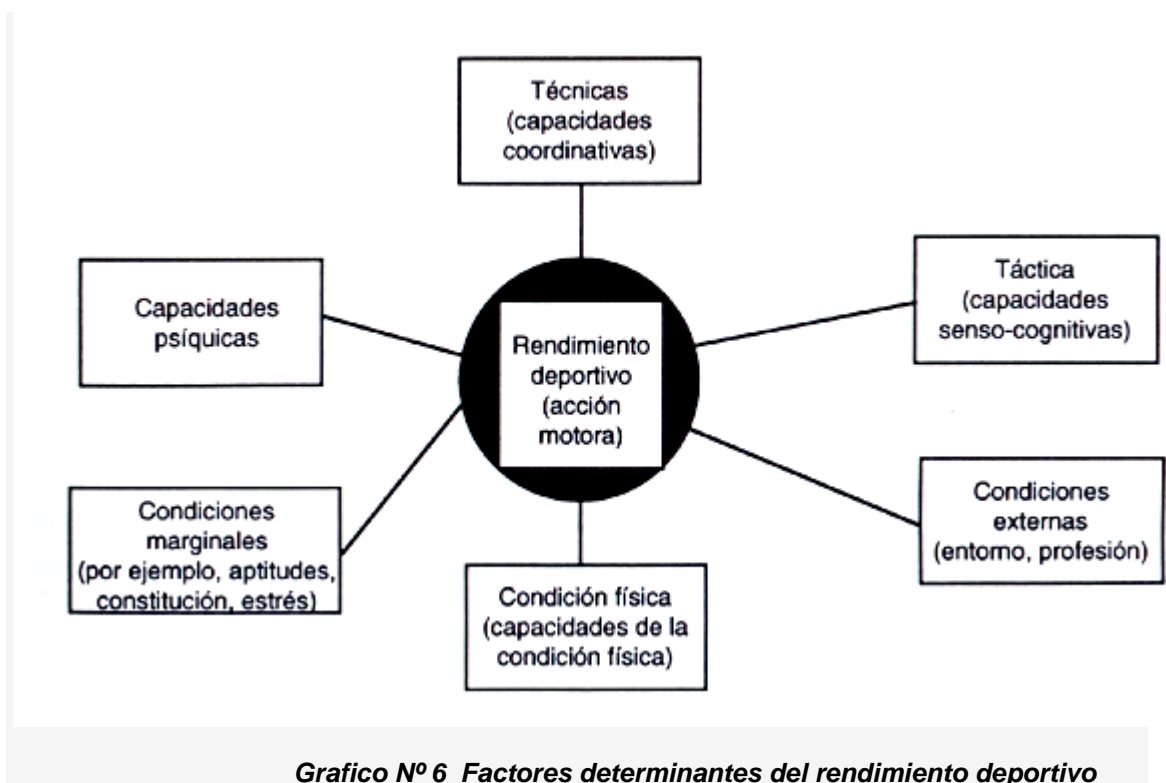 Técnicas
(capacidades
coordinativas)
Capacidades
psíquicas
Táctica
(capacidades
senso-cognitivas)
Rendimiento
deportivo
(acción
motora)
Condiciones
marginales
(por ejemplo, aptitudes,
constitución, estrés)
Condiciones
externas
(entorno, profesión)
Condición física
(capacidades de la
condición física)
Grafico Nº 6 Factores determinantes del rendimiento deportivo